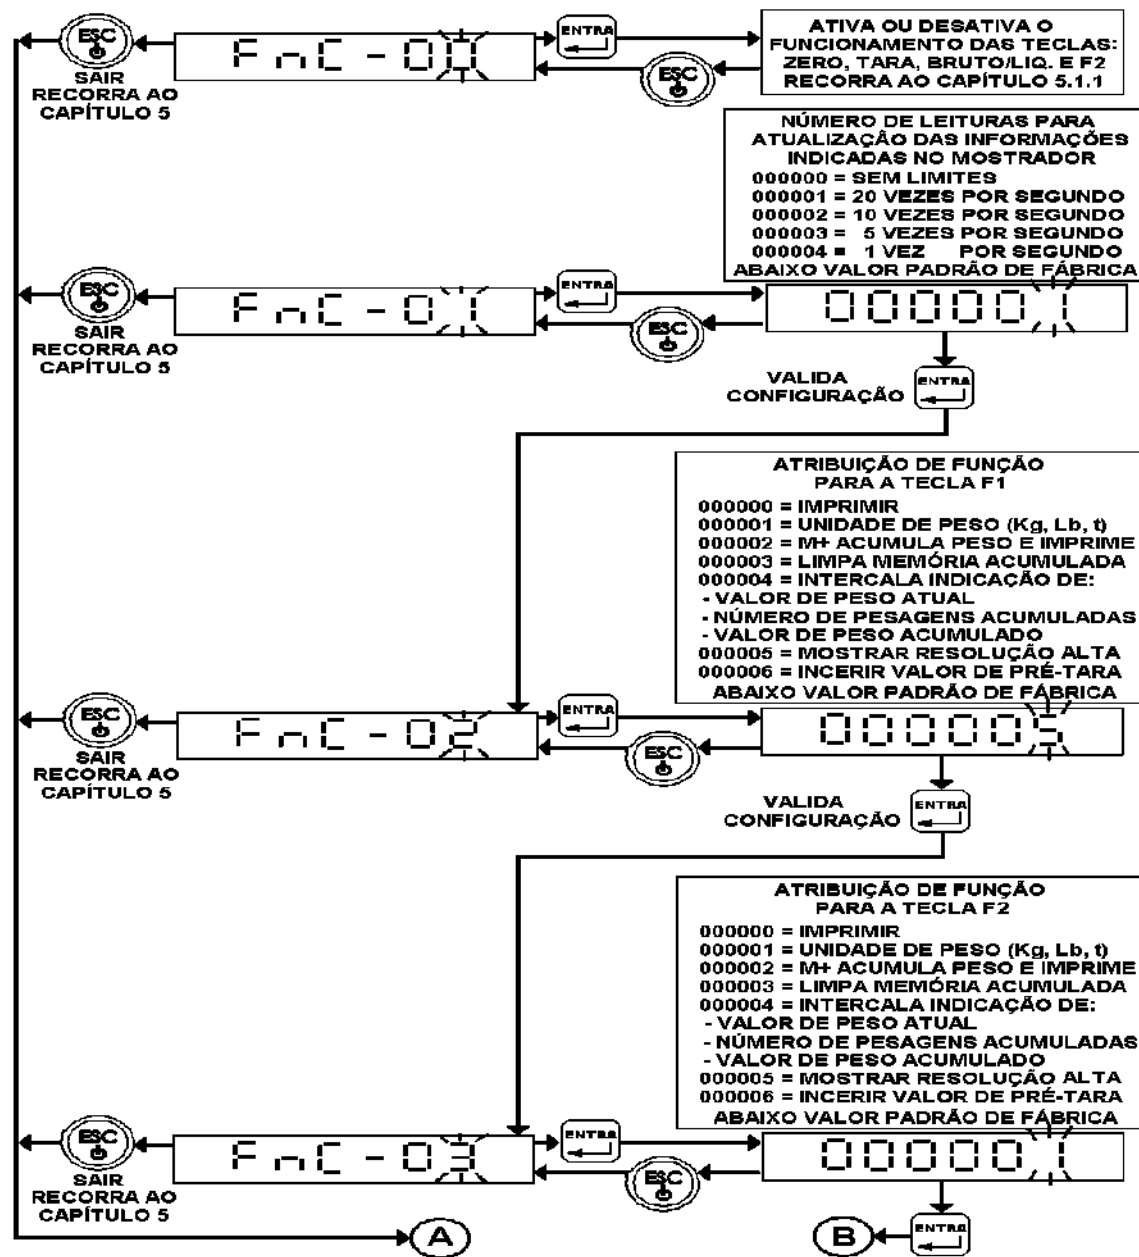 ESC
FnC-00
ENTRA
ESC
SAIR
RECORRA AO
CAPÍTULO 5
ATIVA OU DESATIVA O
FUNCIONAMENTO DAS TECLAS:
ZERO, TARA, BRUTO/LIQ. E F2
RECORRA AO CAPÍTULO 5.1.1
NÚMERO DE LEITURAS PARA
ATUALIZAÇÃO DAS INFORMAÇÕES
INDICADAS NO MOSTRADOR
000000 = SEM LIMITES
000001 = 20 VEZES POR SEGUNDO
000002 = 10 VEZES POR SEGUNDO
000003 = 5 VEZES POR SEGUNDO
000004 = 1 VEZ POR SEGUNDO
ABAIXO VALOR PADRÃO DE FÁBRICA
ESC
FnC-01
ENTRA
ESC
000001
SAIR
RECORRA AO
CAPÍTULO 5
VALIDA
CONFIGURAÇÃO
ENTRA
ATRIBUIÇÃO DE FUNÇÃO
PARA A TECLA F1
000000 = IMPRIMIR
000001 = UNIDADE DE PESO (Kg, Lb, t)
000002 = M+ ACUMULA PESO E IMPRIME
000003 = LIMPA MEMÓRIA ACUMULADA
000004 = INTERCALA INDICAÇÃO DE:
- VALOR DE PESO ATUAL
- NÚMERO DE PESAGENS ACUMULADAS
- VALOR DE PESO ACUMULADO
000005 = MOSTRAR RESOLUÇÃO ALTA
000006 = INCERIR VALOR DE PRÉ-TARA
ABAIXO VALOR PADRÃO DE FÁBRICA
ESC
FnC-02
ENTRA
ESC
000005
SAIR
RECORRA AO
CAPÍTULO 5
VALIDA
CONFIGURAÇÃO
ENTRA
ATRIBUIÇÃO DE FUNÇÃO
PARA A TECLA F2
000000 = IMPRIMIR
000001 = UNIDADE DE PESO (Kg, Lb, t)
000002 = M+ ACUMULA PESO E IMPRIME
000003 = LIMPA MEMÓRIA ACUMULADA
000004 = INTERCALA INDICAÇÃO DE:
- VALOR DE PESO ATUAL
- NÚMERO DE PESAGENS ACUMULADAS
- VALOR DE PESO ACUMULADO
000005 = MOSTRAR RESOLUÇÃO ALTA
000006 = INCERIR VALOR DE PRÉ-TARA
ABAIXO VALOR PADRÃO DE FÁBRICA
ESC
FnC-03
ENTRA
ESC
000001
SAIR
RECORRA AO
CAPÍTULO 5
A
B
ENTRA